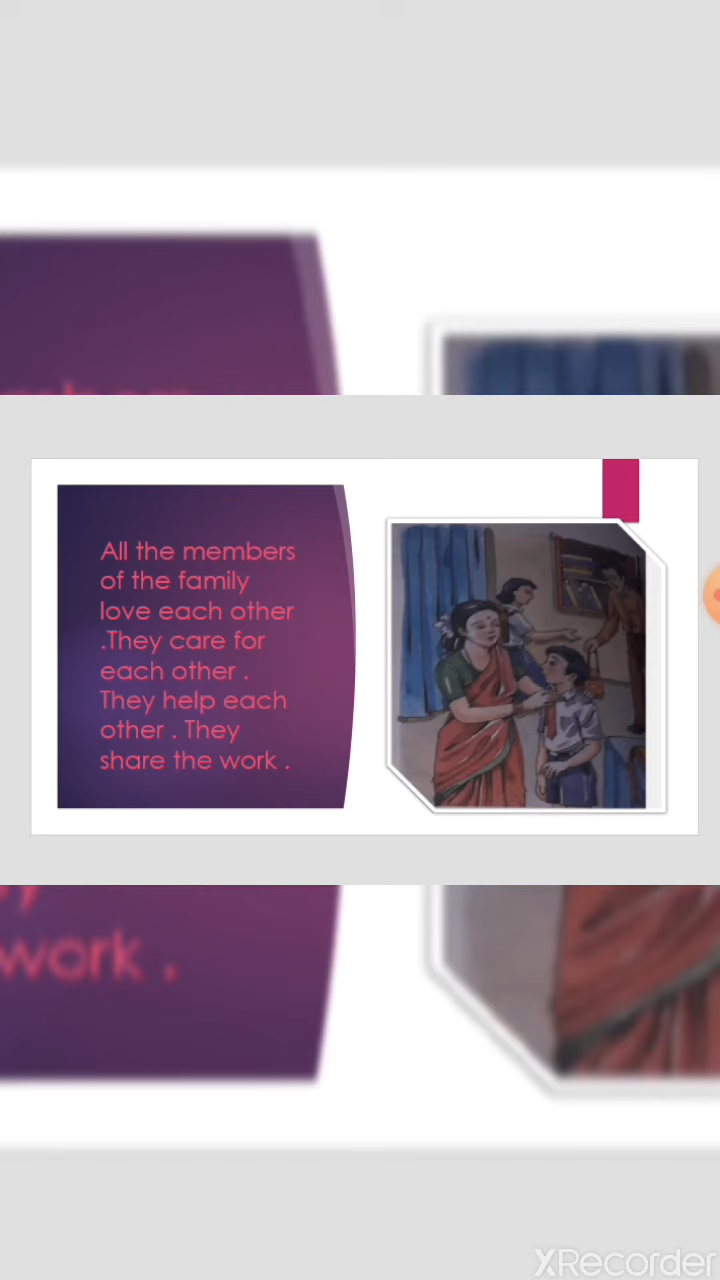 All the members
of the family
love each other
.They care for
each other .
They help each
other . They
share the work .
work .
XRecorder